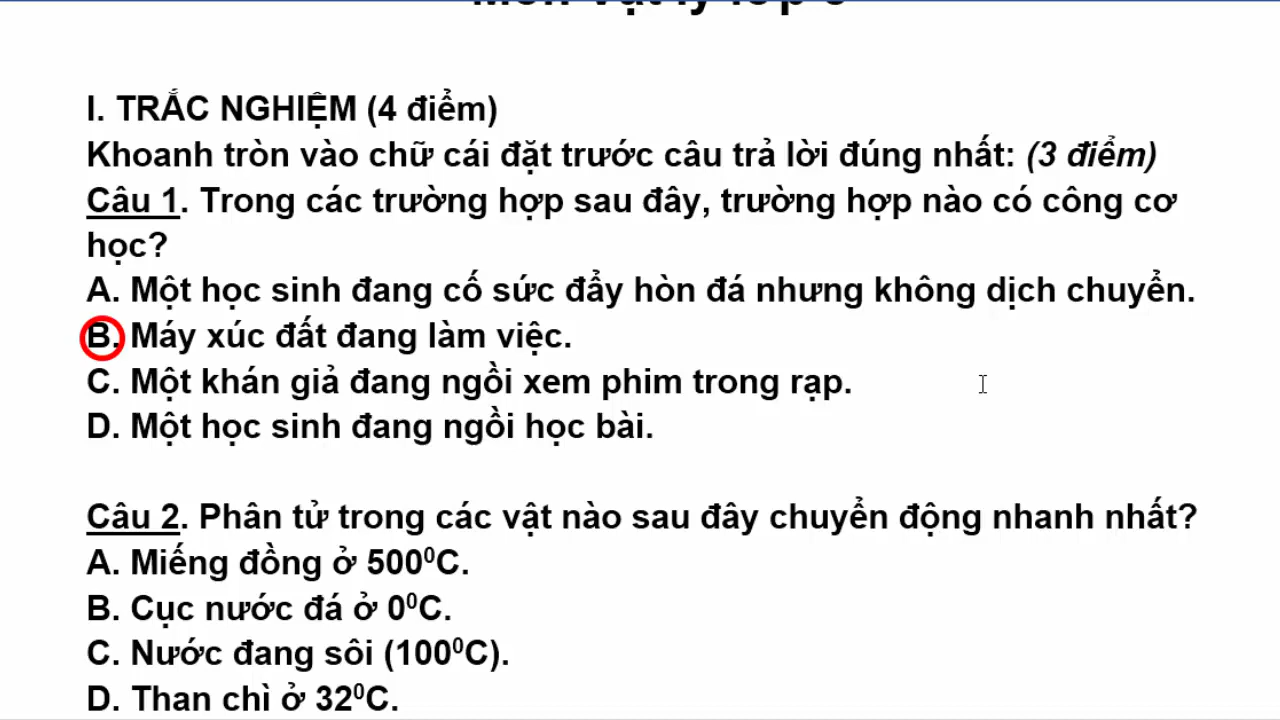 I. TRẮC NGHIỆM (4 điểm)
Khoanh tròn vào chữ cái đặt trước câu trả lời đúng nhất: (3 điểm)
Câu 1. Trong các trường hợp sau đây, trường hợp nào có công cơ
học?
A. Một học sinh đang cố sức đẩy hòn đá nhưng không dịch chuyển.
B. Máy xúc đất đang làm việc.
C. Một khán giả đang ngồi xem phim trong rạp.
D. Một học sinh đang ngồi học bài.
Câu 2. Phân tử trong các vật nào sau đây chuyển động nhanh nhất?
A. Miếng đồng ở 500⁰C.
B. Cục nước đá ở 0⁰C.
C. Nước đang sôi (100⁰C).
D. Than chì ở 32⁰C.